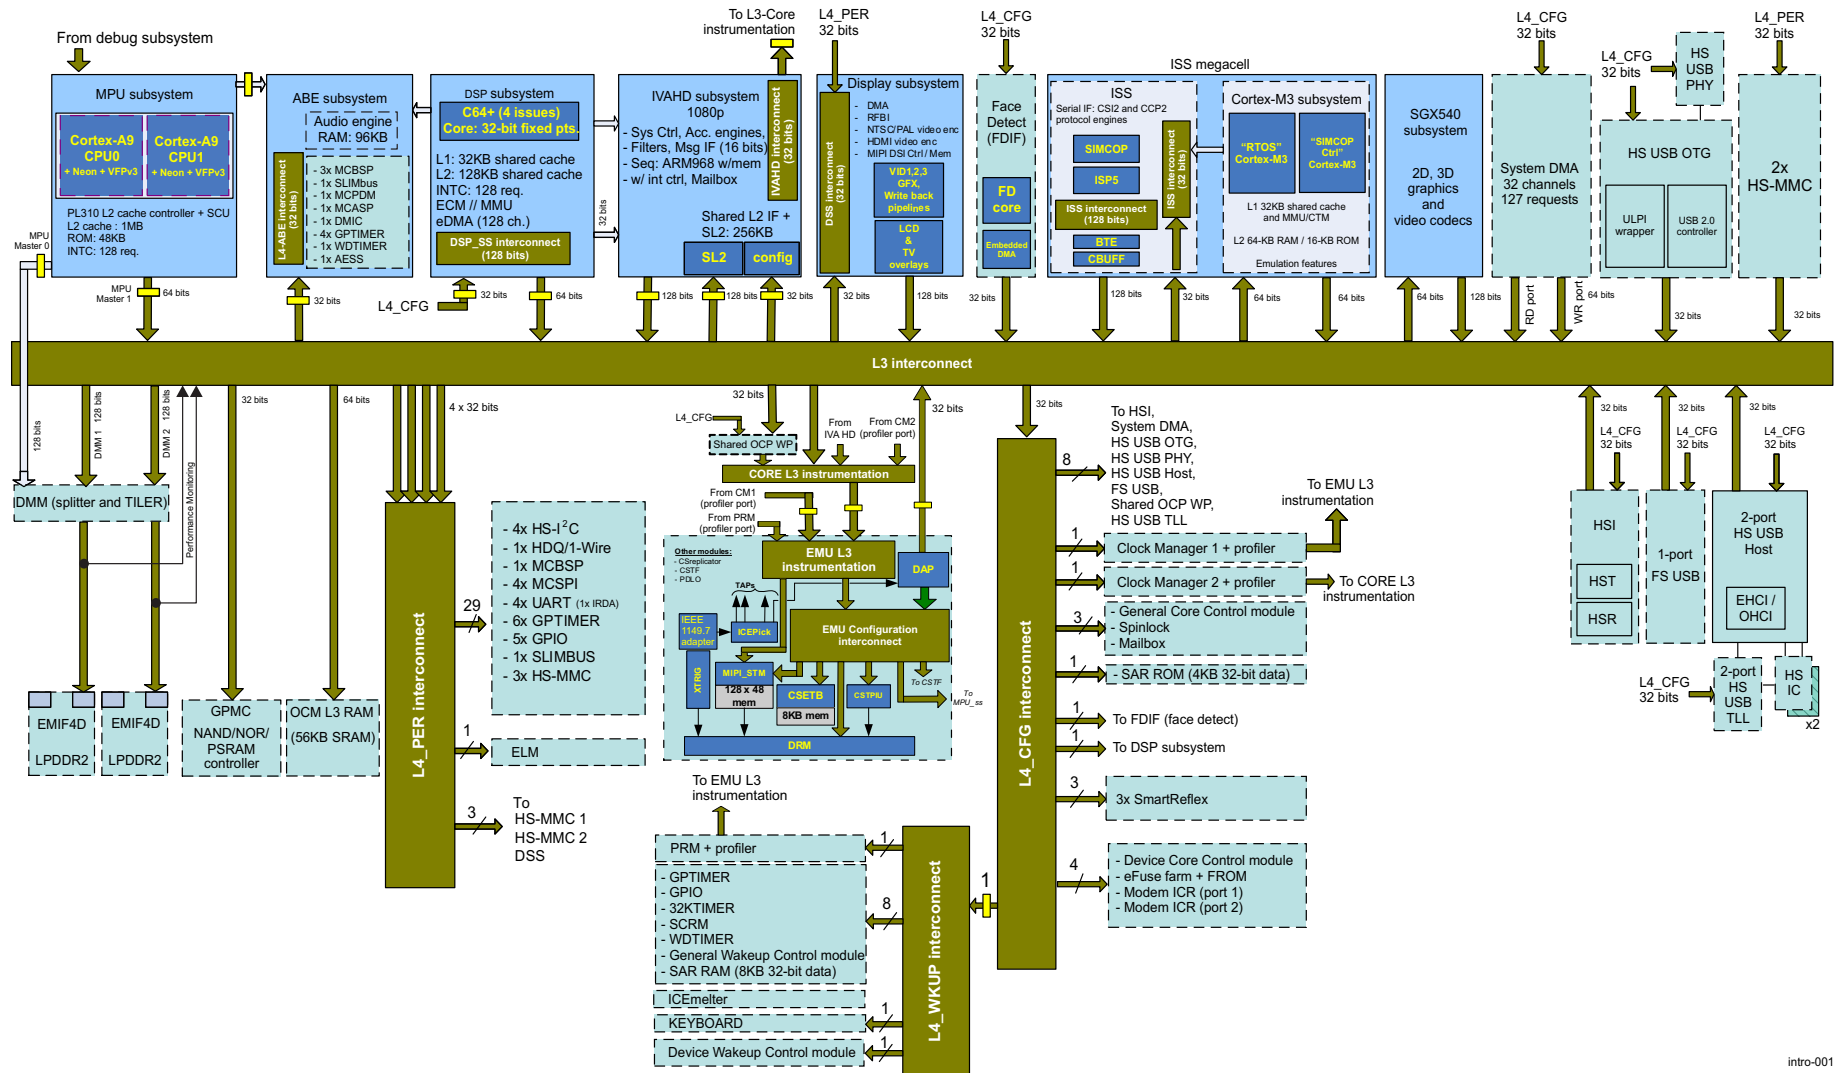 From debug subsystem
To L3-Core
instrumentation
L4_PER
32 bits
L4_CFG
32 bits
L4_CFG
32 bits
L4_CFG
32 bits
L4_PER
32 bits
MPU subsystem
Cortex-A9
CPU0
+ Neon + VFPv3
Cortex-A9
CPU1
+ Neon + VFPv3
PL310 L2 cache controller + SCU
L2 cache : 1MB
ROM: 48KB
INTC: 128 req.
MPU
Master 0
MPU
Master 1
64 bits
ABE subsystem
Audio engine
RAM: 96KB
L4-ABE interconnect
(32 bits)
- 3x MCBSP
- 1x SLIMbus
- 1x MCPDM
- 1x MCASP
- 1x DMIC
- 4x GPTIMER
- 1x WDTIMER
- 1x AESS
32 bits
DSP subsystem
C64+ (4 issues)
Core: 32-bit fixed pts.
L1: 32KB shared cache
L2: 128KB shared cache
INTC: 128 req.
ECM // MMU
eDMA (128 ch.)
DSP_SS interconnect
(128 bits)
L4_CFG
32 bits
64 bits
32 bits
IVAHD subsystem
1080p
- Sys Ctrl, Acc. engines,
- Filters, Msg IF (16 bits)
- Seq: ARM968 w/mem
- w/ int ctrl, Mailbox
IVAHD interconnect
(32 bits)
Shared L2 IF +
SL2: 256KB
SL2
config
128 bits
128 bits
32 bits
Display subsystem
DSS interconnect
(32 bits)
- DMA
- RFBI
- NTSC/PAL video enc
- HDMI video enc
- MIPI DSI Ctrl / Mem
VID1,2,3
GFX,
Write back
pipelines
LCD
&
TV
overlays
32 bits
128 bits
Face
Detect
(FDIF)
FD
core
Embedded
DMA
32 bits
ISS megacell
ISS
Serial IF: CSI2 and CCP2
protocol engines
SIMCOP
ISP5
ISS interconnect
(128 bits)
BTE
CBUFF
ISS interconnect
(32 bits)
128 bits
32 bits
Cortex-M3 subsystem
“RTOS”
Cortex-M3
“SIMCOP
Ctrl”
Cortex-M3
L1 32KB shared cache
and MMU/CTM
L2 64-KB RAM / 16-KB ROM
Emulation features
64 bits
64 bits
SGX540
subsystem
2D, 3D
graphics
and
video codecs
64 bits
128 bits
System DMA
32 channels
127 requests
RD port
WR port
64 bits
HS
USB
PHY
HS USB OTG
ULPI
wrapper
USB 2.0
controller
32 bits
2x
HS-MMC
32 bits
L3 interconnect
128 bits
DMM 1 128 bits
DMM 2 128 bits
Performance Monitoring
DMM (splitter and TILER)
EMIF4D
LPDDR2
EMIF4D
LPDDR2
32 bits
GPMC
NAND/NOR/
PSRAM
controller
64 bits
OCM L3 RAM
(56KB SRAM)
4 x 32 bits
L4_PER interconnect
29
- 4x HS-I2C
- 1x HDQ/1-Wire
- 1x MCBSP
- 4x MCSPI
- 4x UART (1x IRDA)
- 6x GPTIMER
- 5x GPIO
- 1x SLIMBUS
- 3x HS-MMC
1
ELM
3
To
HS-MMC 1
HS-MMC 2
DSS
32 bits
L4_CFG
Shared OCP WP
From
IVA HD
From CM2
(profiler port)
32 bits
CORE L3 instrumentation
From CM1
(profiler port)
From PRM
(profiler port)
Other modules:
- CSreplicator
- CSTF
- PDLO
EMU L3
instrumentation
DAP
TAPs
IEEE
1149.7
adapter
ICEPick
EMU Configuration
interconnect
XTRIG
MIPI_STM
128 x 48
mem
CSETB
8KB mem
CSTPIU
To CSTF
To
MPU_ss
DRM
32 bits
L4_CFG interconnect
8
To HSI,
System DMA,
HS USB OTG,
HS USB PHY,
HS USB Host,
FS USB,
Shared OCP WP,
HS USB TLL
To EMU L3
instrumentation
1
Clock Manager 1 + profiler
1
Clock Manager 2 + profiler
To CORE L3
instrumentation
3
- General Core Control module
- Spinlock
- Mailbox
1
- SAR ROM (4KB 32-bit data)
1
To FDIF (face detect)
1
To DSP subsystem
3
3x SmartReflex
4
- Device Core Control module
- eFuse farm + FROM
- Modem ICR (port 1)
- Modem ICR (port 2)
1
L4_WKUP interconnect
To EMU L3
instrumentation
1
PRM + profiler
8
- GPTIMER
- GPIO
- 32KTIMER
- SCRM
- WDTIMER
- General Wakeup Control module
- SAR RAM (8KB 32-bit data)
ICEmelter
1
KEYBOARD
1
Device Wakeup Control module
32 bits
L4_CFG
32 bits
HSI
HST
HSR
32 bits
L4_CFG
32 bits
1-port
FS USB
32 bits
L4_CFG
32 bits
2-port
HS USB
Host
EHCI /
OHCI
L4_CFG
32 bits
2-port
HS
USB
TLL
HS
IC
x2
intro-001